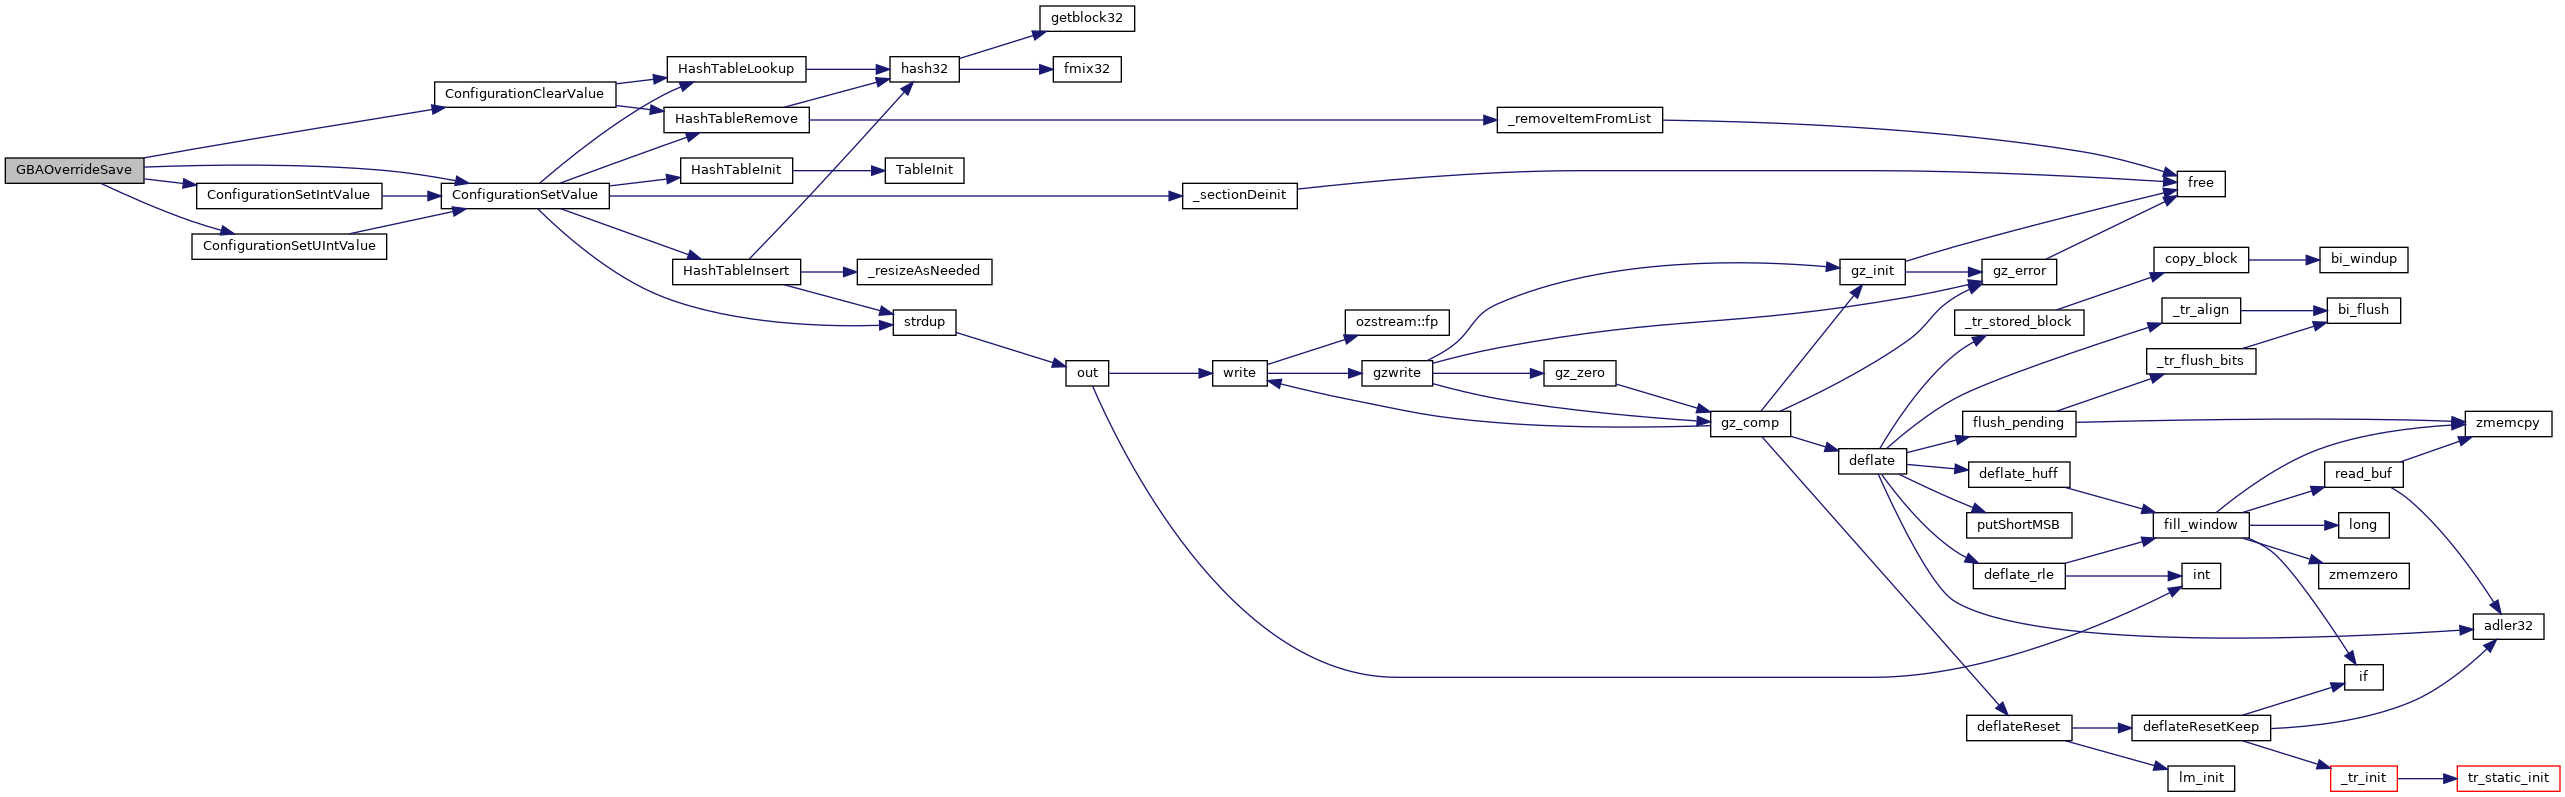 GBAOverrideSave
ConfigurationClearValue
ConfigurationSetIntValue
ConfigurationSetUIntValue
ConfigurationSetValue
HashTableLookup
HashTableRemove
HashTableInit
HashTableInsert
hash32
getblock32
fmix32
TableInit
_resizeAsNeeded
strdup
out
_removeItemFromList
_sectionDeinit
write
ozstream::fp
gzwrite
gz_zero
gz_comp
gz_init
gz_error
free
deflate
_tr_stored_block
copy_block
bi_windup
_tr_align
bi_flush
_tr_flush_bits
flush_pending
zmemcpy
deflate_huff
read_buf
putShortMSB
fill_window
long
deflate_rle
int
zmemzero
adler32
if
deflateReset
deflateResetKeep
lm_init
_tr_init
tr_static_init